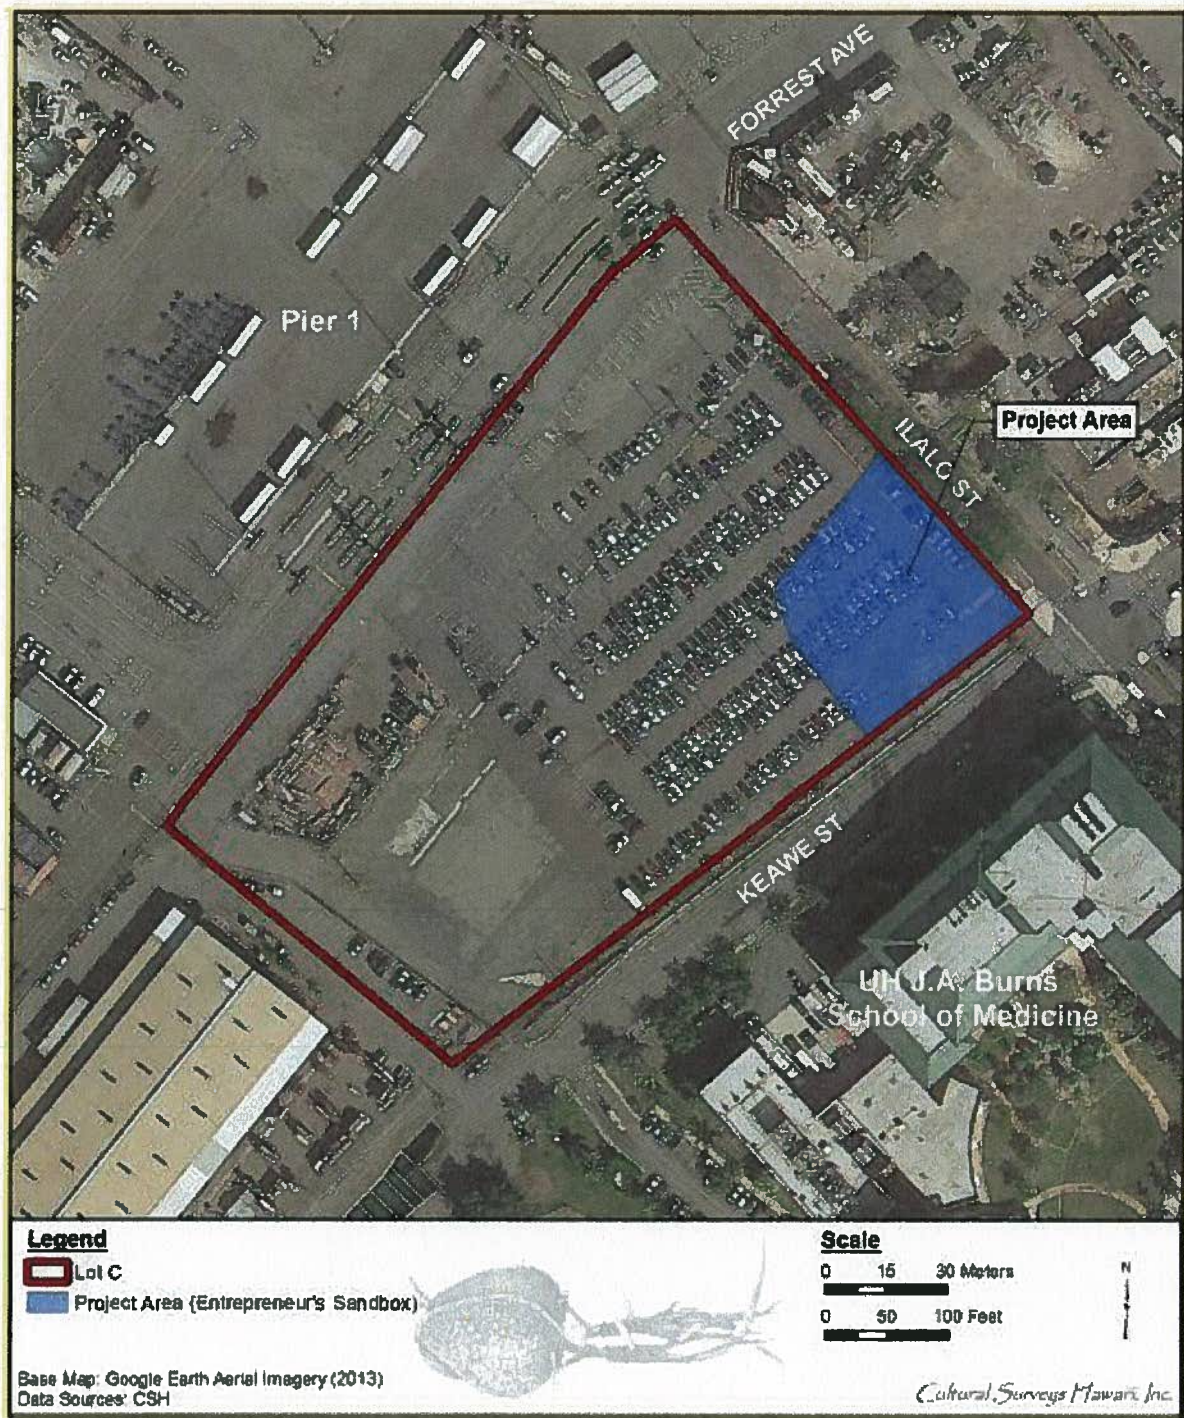 FORREST AVE
Pier 1
Project Area
ILALO ST
KEAWE ST
UH J.A. Burns
School of Medicine
Legend
Lot C
Project Area (Entrepreneur's Sandbox)
Base Map: Google Earth Aerial Imagery (2013)
Data Sources: CSH
Scale
0 15 30 Meters
0 50 100 Feet
N
Cultural Surveys Hawai'i, Inc.